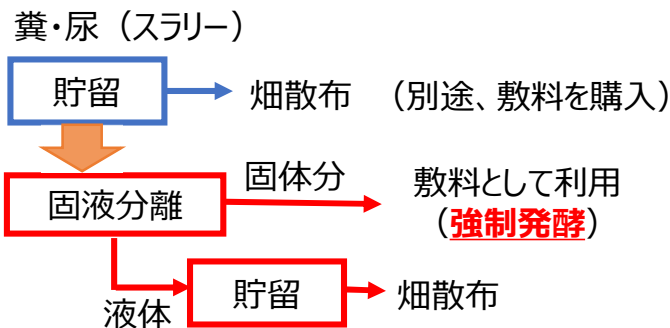 糞・尿（スラリー）
貯留
畑散布　（別途、敷料を購入）
固液分離
固体分
敷料として利用
（強制発酵）
液体
貯留
畑散布